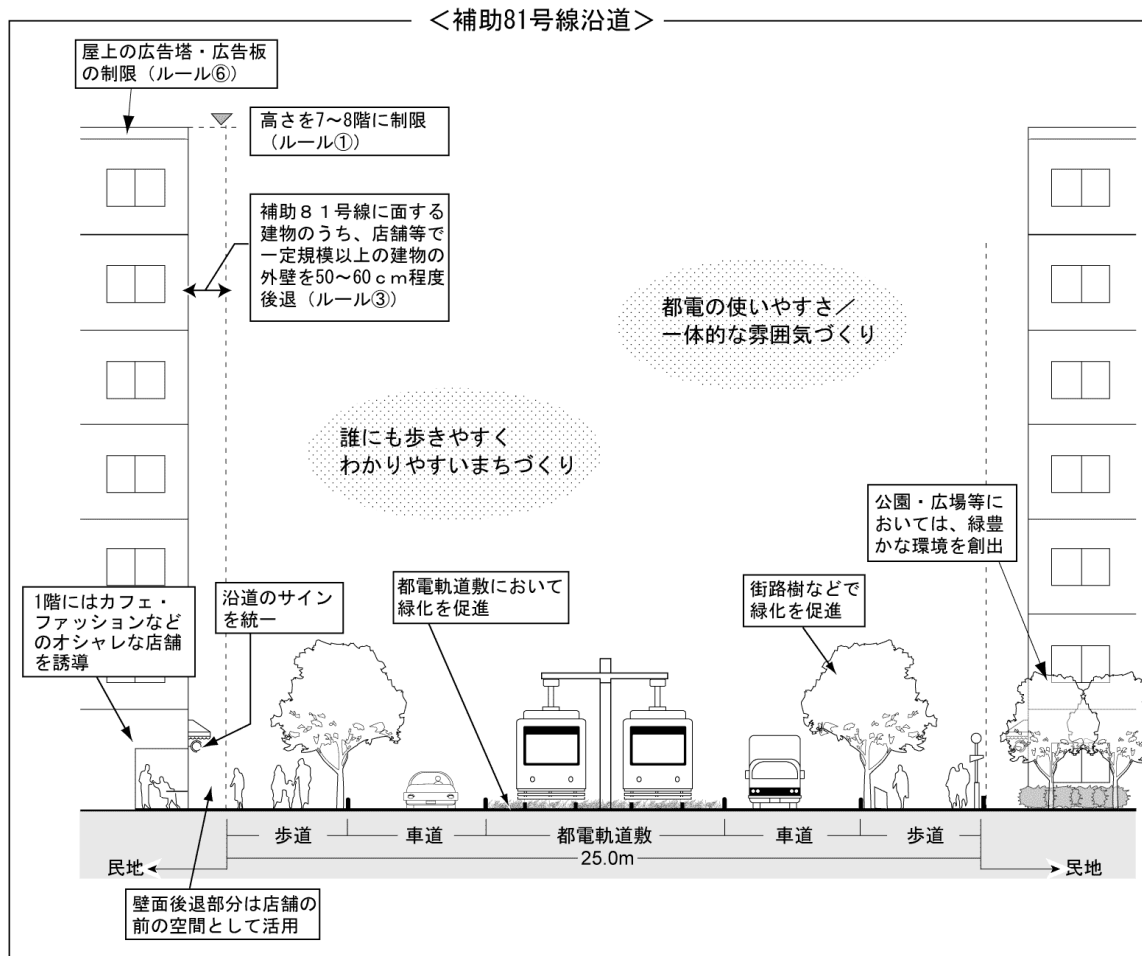 ＜補助81号線沿道＞
屋上の広告塔・広告板
の制限（ルール⑥）
高さを7～8階に制限
（ルール①）
補助８１号線に面する
建物のうち、店舗等で
一定規模以上の建物の
外壁を50～60ｃｍ程度
後退（ルール③）
都電の使いやすさ／
一体的な雰囲気づくり
誰にも歩きやすく
わかりやすいまちづくり
公園・広場等に
おいては、緑豊
かな環境を創出
1階にはカフェ・
ファッションなど
のオシャレな店舗
を誘導
沿道のサイン
を統一
都電軌道敷において
緑化を促進
街路樹などで
緑化を促進
歩道 車道 都電軌道敷 車道 歩道
民地 25.0m 民地
壁面後退部分は店舗の
前の空間として活用